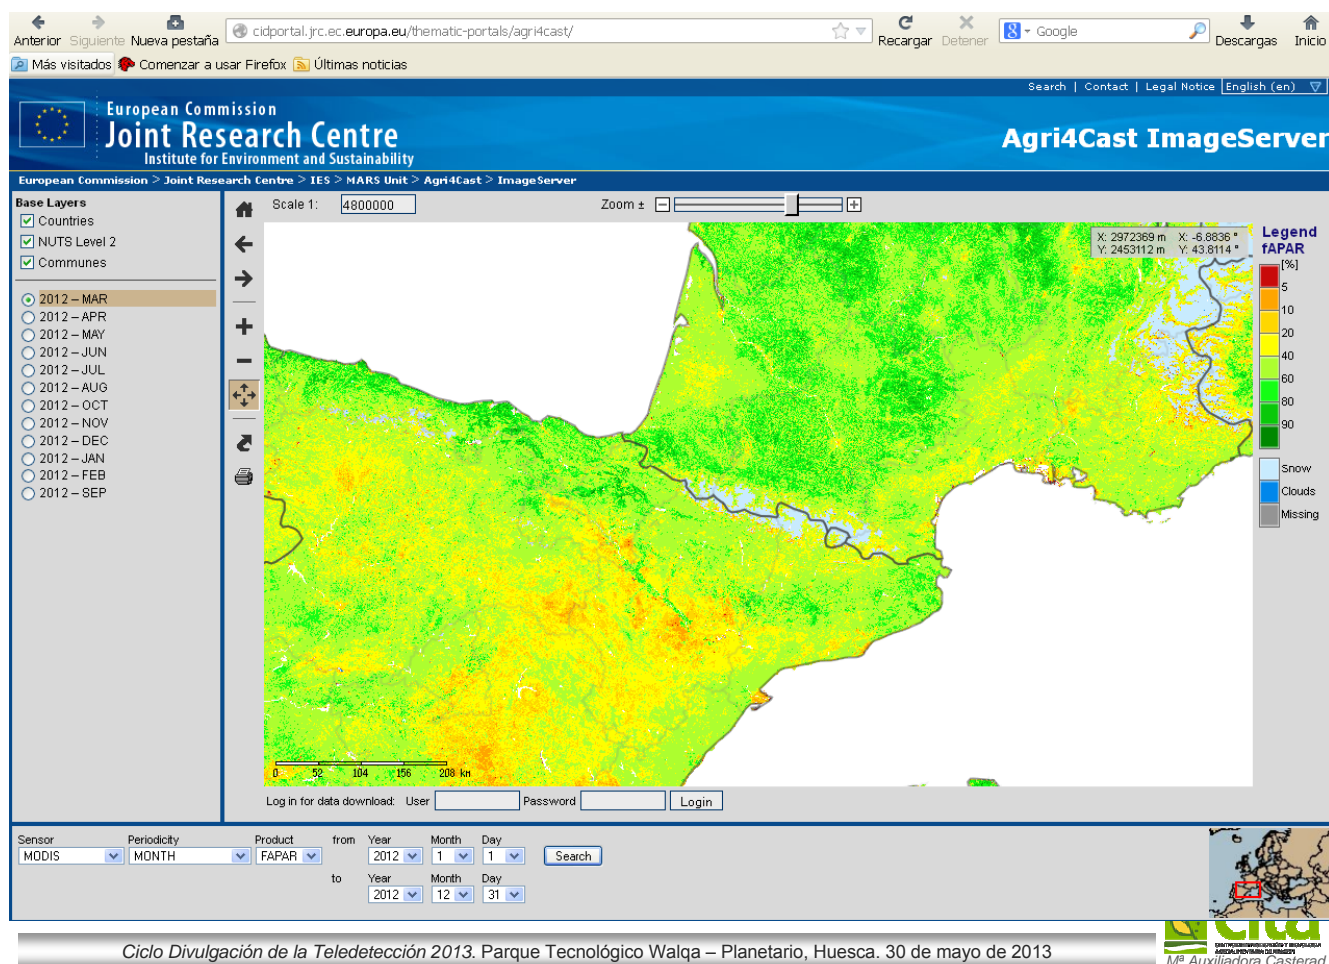 Anterior Siguiente Nueva pestaña cidportal.jrc.ec.europa.eu/thematic-portals/agri4cast/ Recargar Detener Google Descargas Inicio
Más visitados Comenzar a usar Firefox Últimas noticias
Search | Contact | Legal Notice English (en)
European Commission
Joint Research Centre
Institute for Environment and Sustainability
Agri4Cast ImageServer
European Commission > Joint Research Centre > IES > MARS Unit > Agri4Cast > ImageServer
Base Layers
Countries
NUTS Level 2
Communes
2012 – MAR
2012 – APR
2012 – MAY
2012 – JUN
2012 – JUL
2012 – AUG
2012 – OCT
2012 – NOV
2012 – DEC
2012 – JAN
2012 – FEB
2012 – SEP
Scale 1: 4800000 Zoom ±
X: 2972369 m X: -6.8836 °
Y: 2453112 m Y: 43.8114 °
Legend
fAPAR
[%]
5
10
20
40
60
80
90
Snow
Clouds
Missing
0 52 104 156 208 km
Log in for data download: User Password Login
Sensor Periodicity Product from Year Month Day
MODIS MONTH FAPAR 2012 1 1 Search
to Year Month Day
2012 12 31
Ciclo Divulgación de la Teledetección 2013. Parque Tecnológico Walqa – Planetario, Huesca. 30 de mayo de 2013
cita
Mª Auxiliadora Casterad